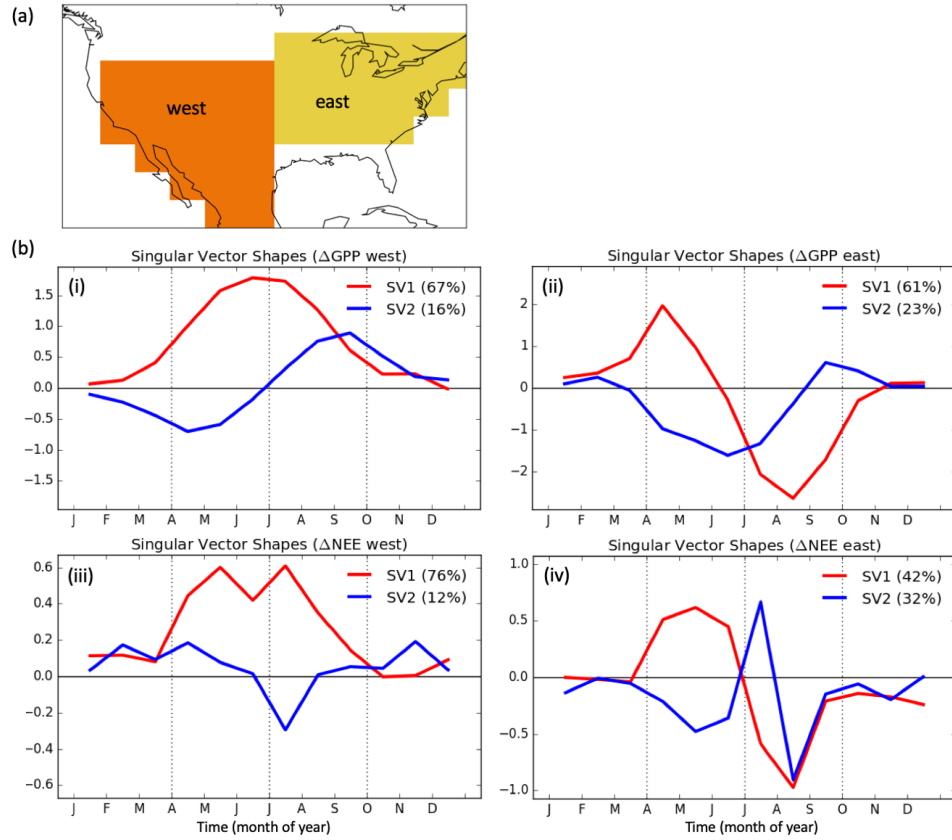 (a)
west
east
(b)
Singular Vector Shapes (ΔGPP west)
(i)
SV1 (67%)
SV2 (16%)
1.5
1.0
0.5
0.0
−0.5
−1.0
−1.5
J F M A M J J A S O N D
Singular Vector Shapes (ΔGPP east)
(ii)
SV1 (61%)
SV2 (23%)
2
1
0
−1
−2
J F M A M J J A S O N D
Singular Vector Shapes (ΔNEE west)
(iii)
SV1 (76%)
SV2 (12%)
0.6
0.4
0.2
0.0
−0.2
−0.4
−0.6
J F M A M J J A S O N D
Time (month of year)
Singular Vector Shapes (ΔNEE east)
(iv)
SV1 (42%)
SV2 (32%)
1.0
0.5
0.0
−0.5
−1.0
J F M A M J J A S O N D
Time (month of year)